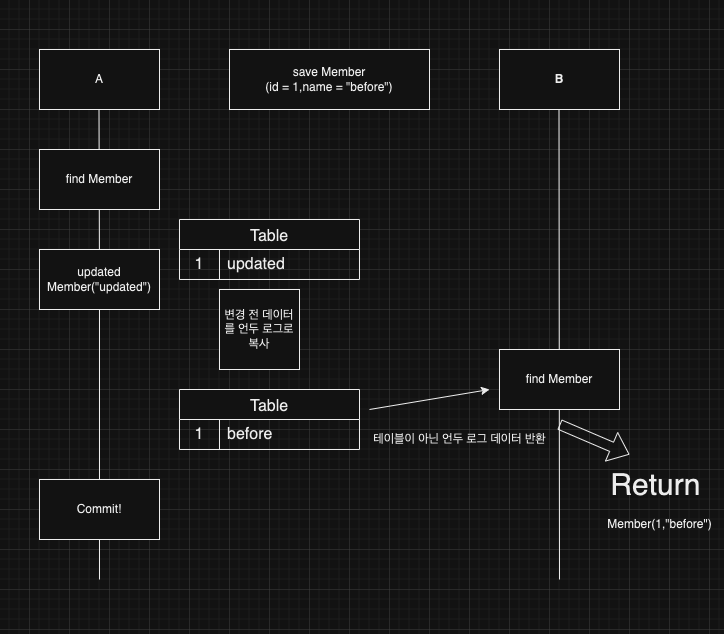 A
save Member
(id = 1,name = "before")
B
find Member
Table
1 updated
updated
Member("updated")
변경 전 데이터
를 언두 로그로
복사
find Member
Table
1 before
테이블이 아닌 언두 로그 데이터 반환
Return
Commit!
Member(1,"before")